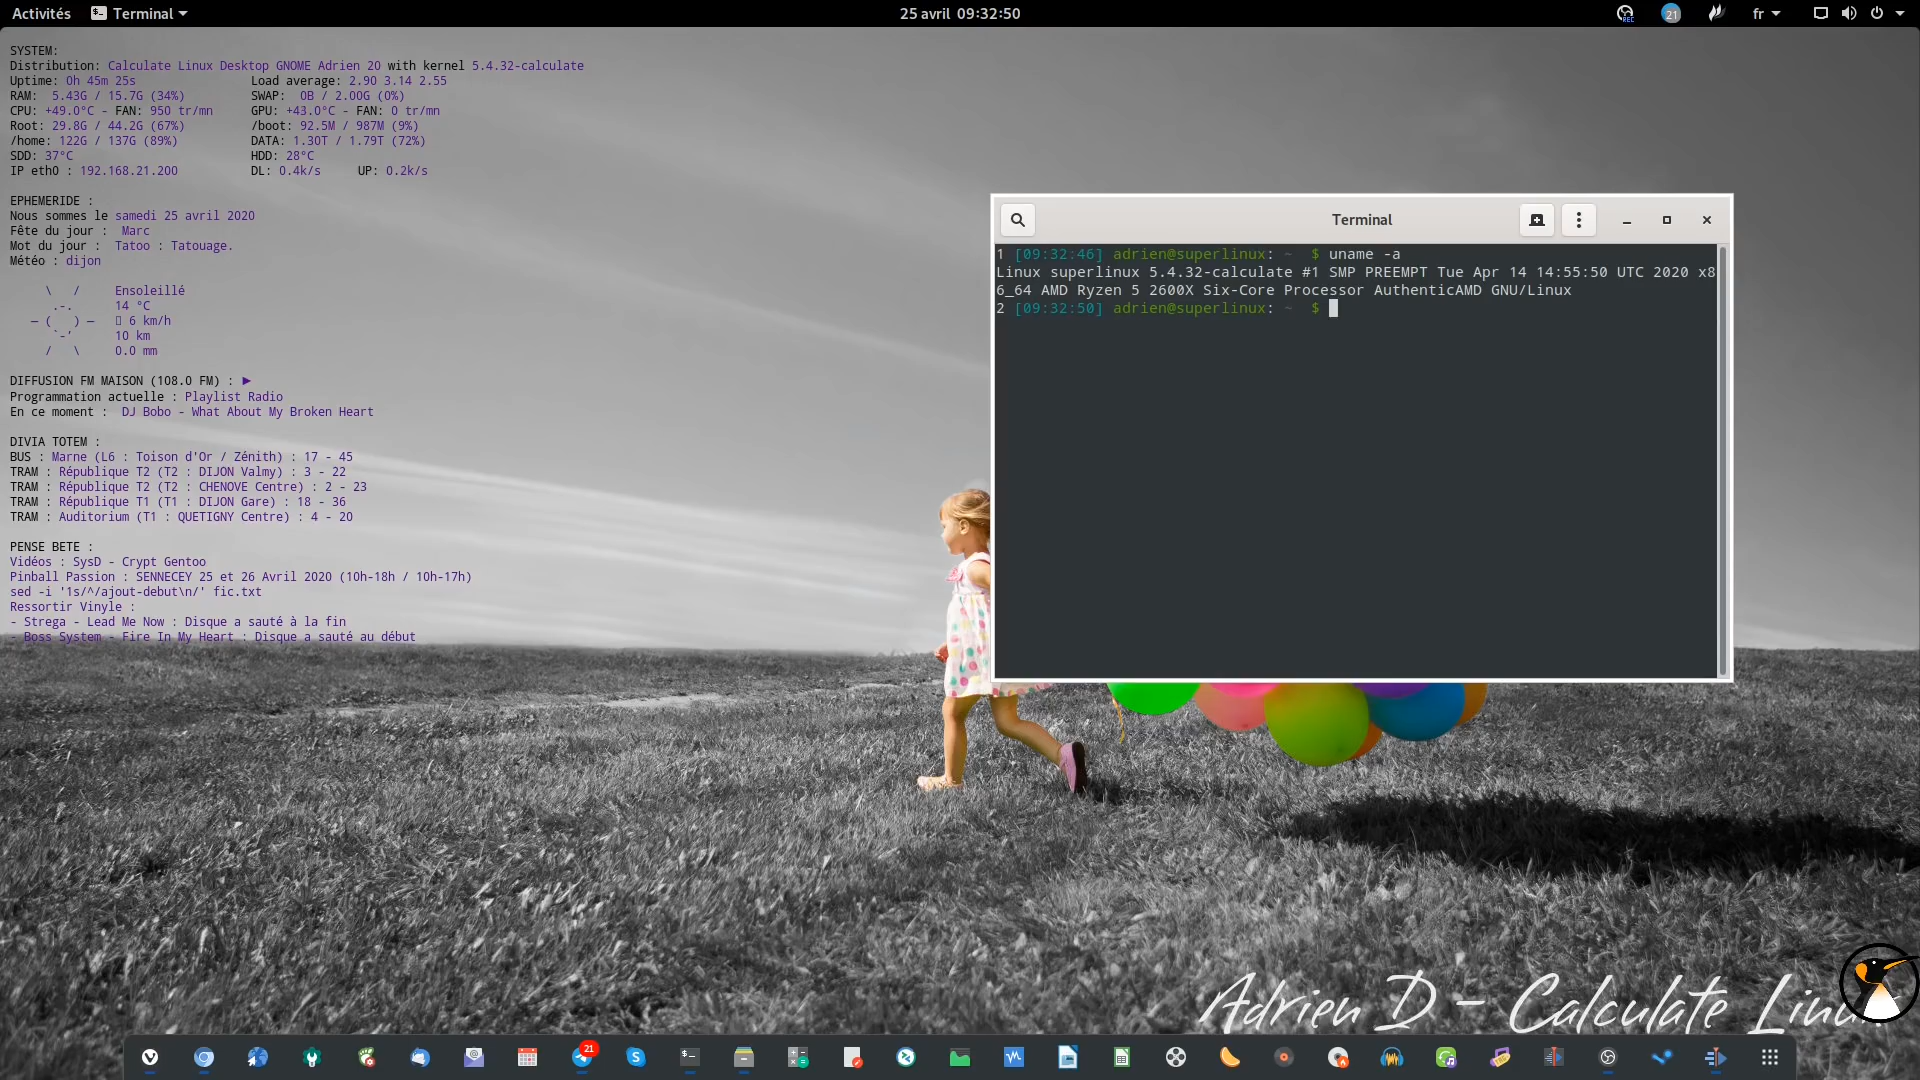 Activités Terminal 25 avril 09:32:50 REC 21 fr
SYSTEM:
Distribution: Calculate Linux Desktop GNOME Adrien 20 with kernel 5.4.32-calculate
Uptime: 0h 45m 25s Load average: 2.90 3.14 2.55
RAM: 5.43G / 15.7G (34%) SWAP: 0B / 2.00G (0%)
CPU: +49.0°C - FAN: 950 tr/mn GPU: +43.0°C - FAN: 0 tr/mn
Root: 29.8G / 44.2G (67%) /boot: 92.5M / 987M (9%)
/home: 122G / 137G (89%) DATA: 1.30T / 1.79T (72%)
SDD: 37°C HDD: 28°C
IP eth0 : 192.168.21.200 DL: 0.4k/s UP: 0.2k/s
EPHEMERIDE :
Nous sommes le samedi 25 avril 2020
Fête du jour : Marc
Mot du jour : Tatoo : Tatouage.
Météo : dijon
\ / Ensoleillé
.-. 14 °C
― ( ) ― 6 km/h
`-’ 10 km
/ \ 0.0 mm
DIFFUSION FM MAISON (108.0 FM) : ►
Programmation actuelle : Playlist Radio
En ce moment : DJ Bobo - What About My Broken Heart
DIVIA TOTEM :
BUS : Marne (L6 : Toison d'Or / Zénith) : 17 - 45
TRAM : République T2 (T2 : DIJON Valmy) : 3 - 22
TRAM : République T2 (T2 : CHENOVE Centre) : 2 - 23
TRAM : République T1 (T1 : DIJON Gare) : 18 - 36
TRAM : Auditorium (T1 : QUETIGNY Centre) : 4 - 20
PENSE BETE :
Vidéos : SysD - Crypt Gentoo
Pinball Passion : SENNECEY 25 et 26 Avril 2020 (10h-18h / 10h-17h)
sed -i '1s/^/ajout-debut\n/' fic.txt
Ressortir Vinyle :
- Strega - Lead Me Now : Disque a sauté à la fin
- Boss System - Fire In My Heart : Disque a sauté au début
Terminal
1 [09:32:46] adrien@superlinux: ~ $ uname -a
Linux superlinux 5.4.32-calculate #1 SMP PREEMPT Tue Apr 14 14:55:50 UTC 2020 x8
6_64 AMD Ryzen 5 2600X Six-Core Processor AuthenticAMD GNU/Linux
2 [09:32:50] adrien@superlinux: ~ $
Adrien D - Calculate Linu
21